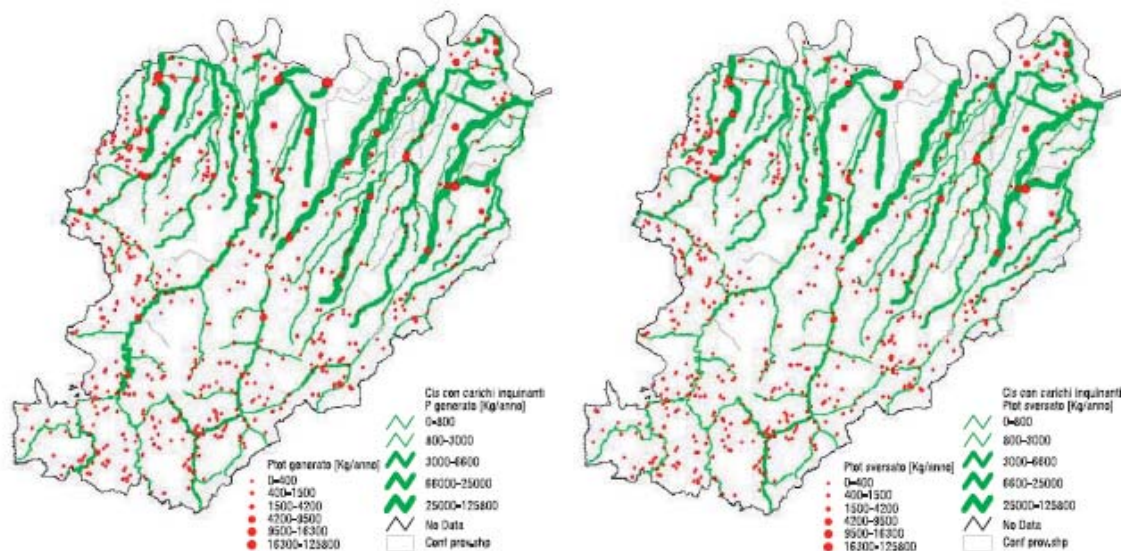 Cis con carichi inquinanti
P generato [Kg/anno]
0-800
800-3000
3000-6600
66000-25000
25000-125800
No Data
Conf prov.shp
Ptot generato [Kg/anno]
0-400
400-1500
1500-4200
4200-9500
9500-16300
16300-125800
Cis con carichi inquinanti
Ptot sversato [Kg/anno]
0-800
800-3000
3000-6600
6600-25000
25000-125800
No Data
Conf prov.shp
Ptot sversato [Kg/anno]
0-400
400-1500
1500-4200
4200-9500
9500-16300
16300-125800